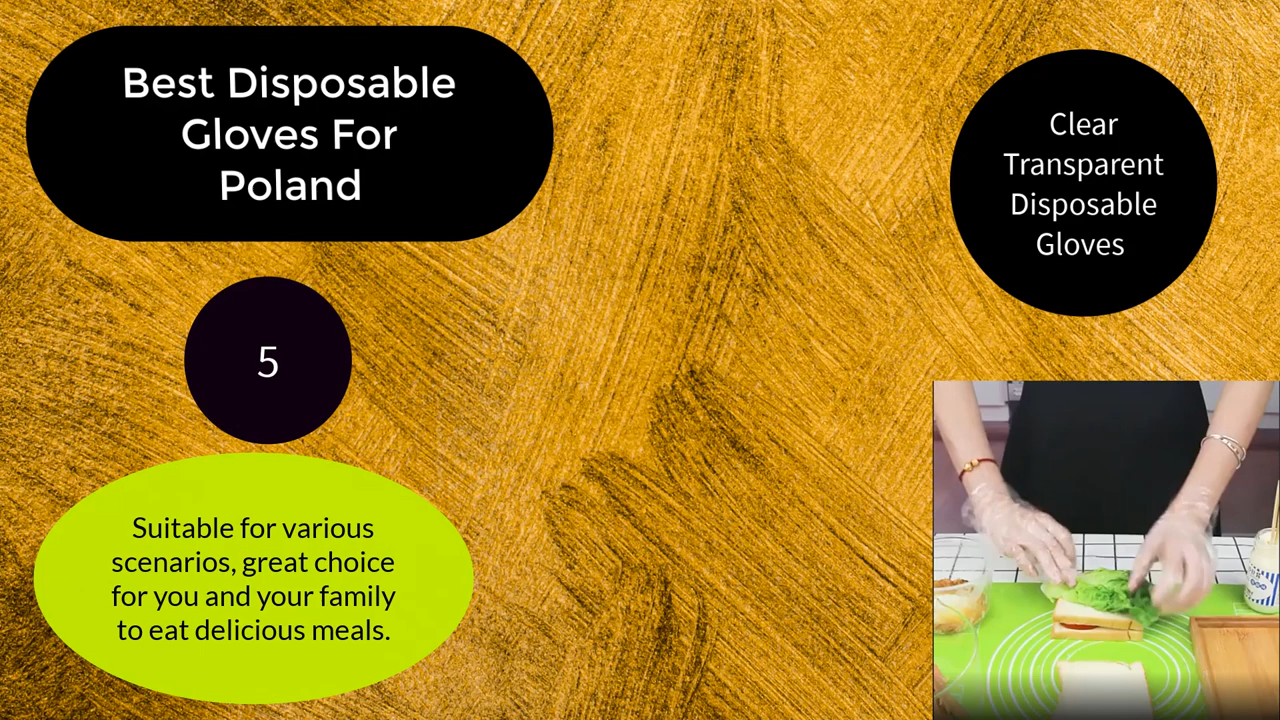 Best Disposable
Gloves For
Poland
Clear
Transparent
Disposable
Gloves
5
Suitable for various
scenarios, great choice
for you and your family
to eat delicious meals.